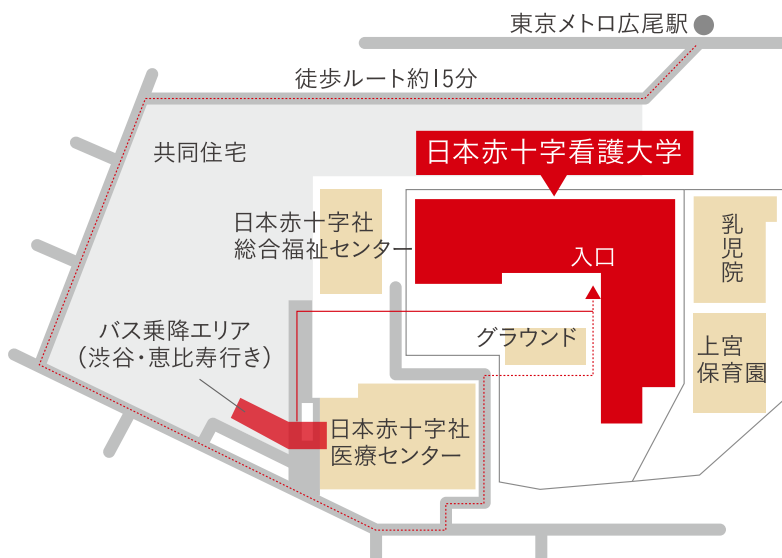 東京メトロ広尾駅
徒歩ルート約15分
共同住宅
日本赤十字看護大学
日本赤十字社
総合福祉センター
入口
乳児院
グラウンド
上宮
保育園
バス乗降エリア
(渋谷・恵比寿行き)
日本赤十字社
医療センター